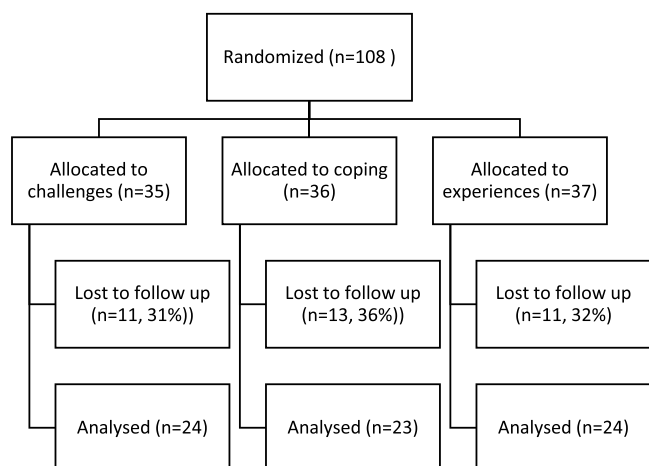 Randomized (n=108 )
Allocated to
challenges (n=35)
Allocated to coping
(n=36)
Allocated to
experiences (n=37)
Lost to follow up
(n=11, 31%))
Lost to follow up
(n=13, 36%))
Lost to follow up
(n=11, 32%)
Analysed (n=24)
Analysed (n=23)
Analysed (n=24)